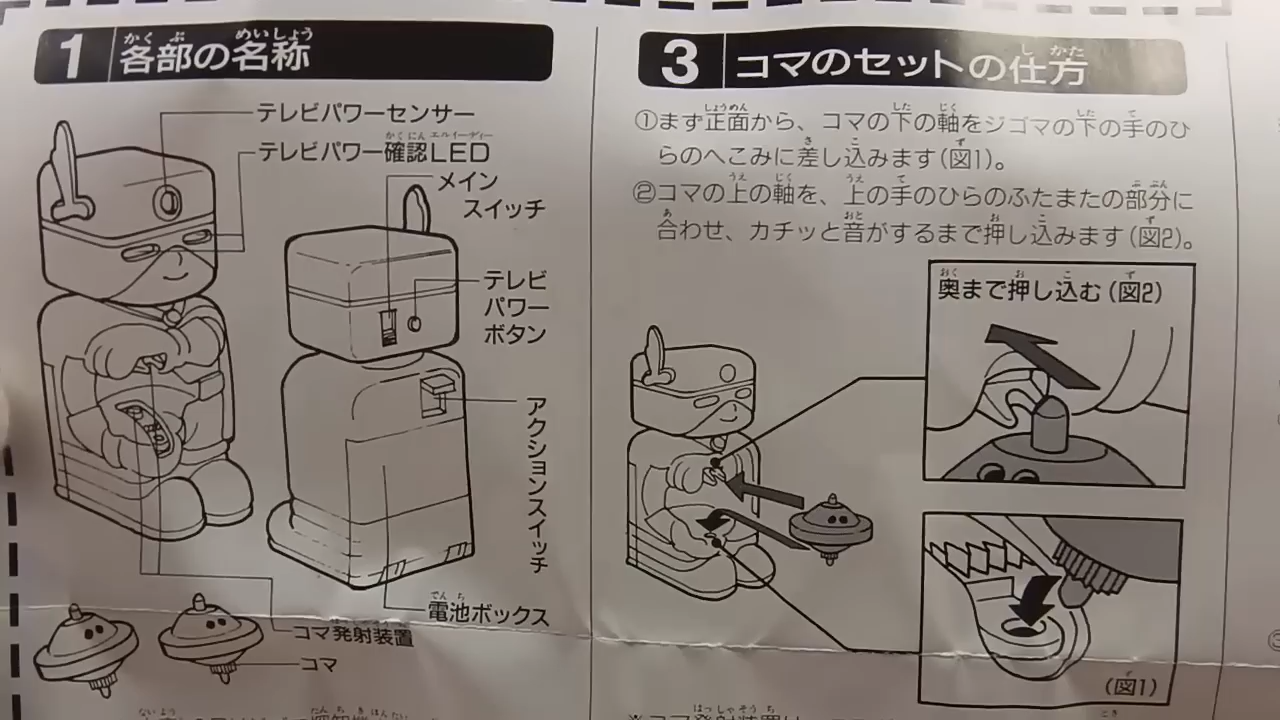 1 各部の名称
テレビパワーセンサー
テレビパワー確認LED
メイン
スイッチ
テレビ
パワー
ボタン
アクションスイッチ
電池ボックス
コマ発射装置
コマ
3 コマのセットの仕方
①まず正面から、コマの下の軸をジゴマの下の手のひ
らのへこみに差し込みます(図1)。
②コマの上の軸を、上の手のひらのふたまたの部分に
合わせ、カチッと音がするまで押し込みます(図2)。
奥まで押し込む(図2)
(図1)